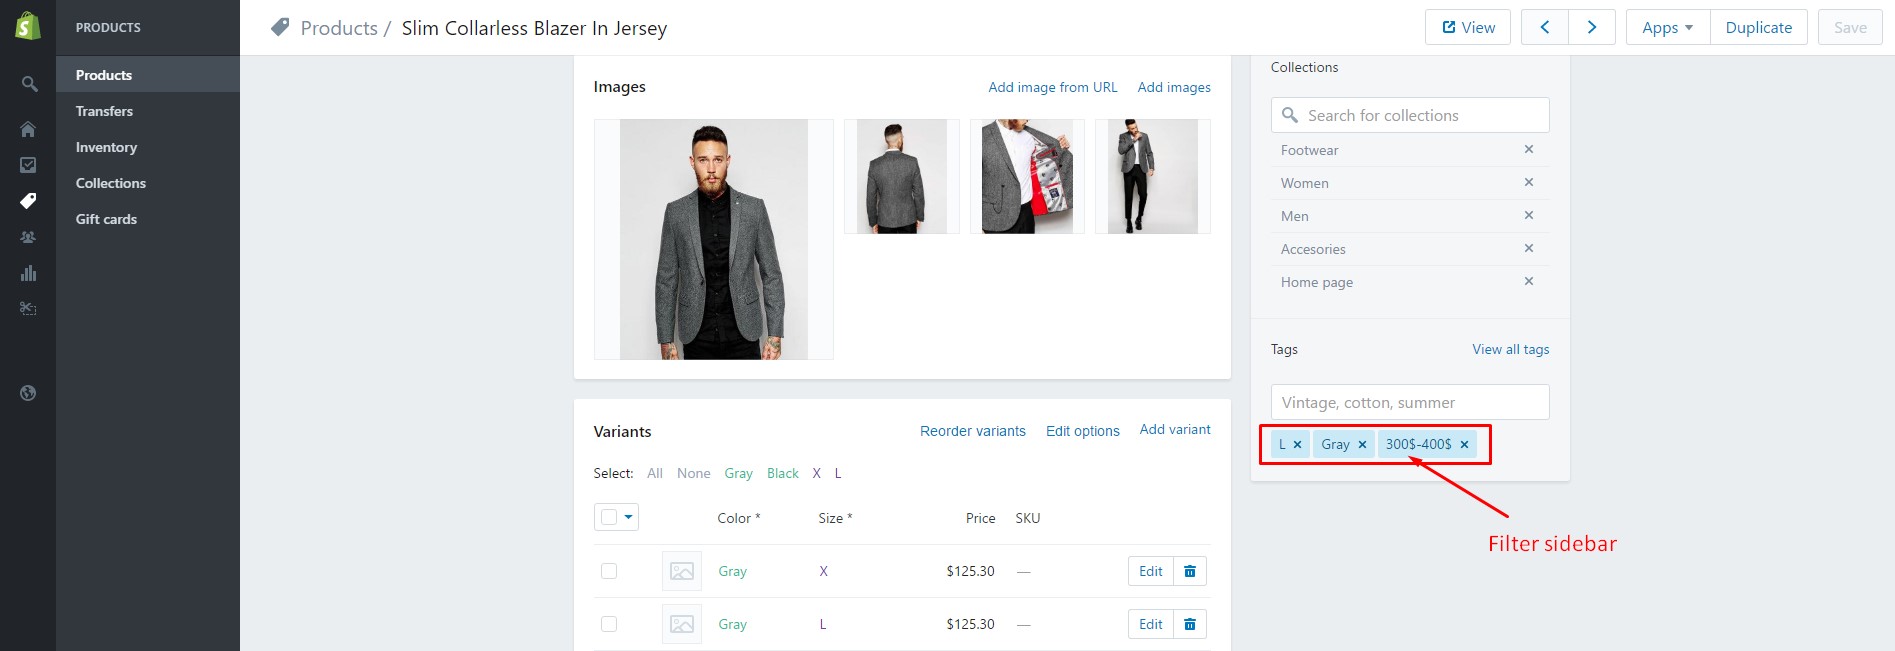 PRODUCTS
Products
Transfers
Inventory
Collections
Gift cards
Products / Slim Collarless Blazer In Jersey
View
Apps
Duplicate
Save
Images
Add image from URL
Add images
Variants
Reorder variants
Edit options
Add variant
Select: All None Gray Black X L
Color * Size * Price SKU
Gray X $125.30 — Edit
Gray L $125.30 — Edit
Collections
Search for collections
Footwear ×
Women ×
Men ×
Accesories ×
Home page ×
Tags
View all tags
Vintage, cotton, summer
L × Gray × 300$-400$ ×
Filter sidebar